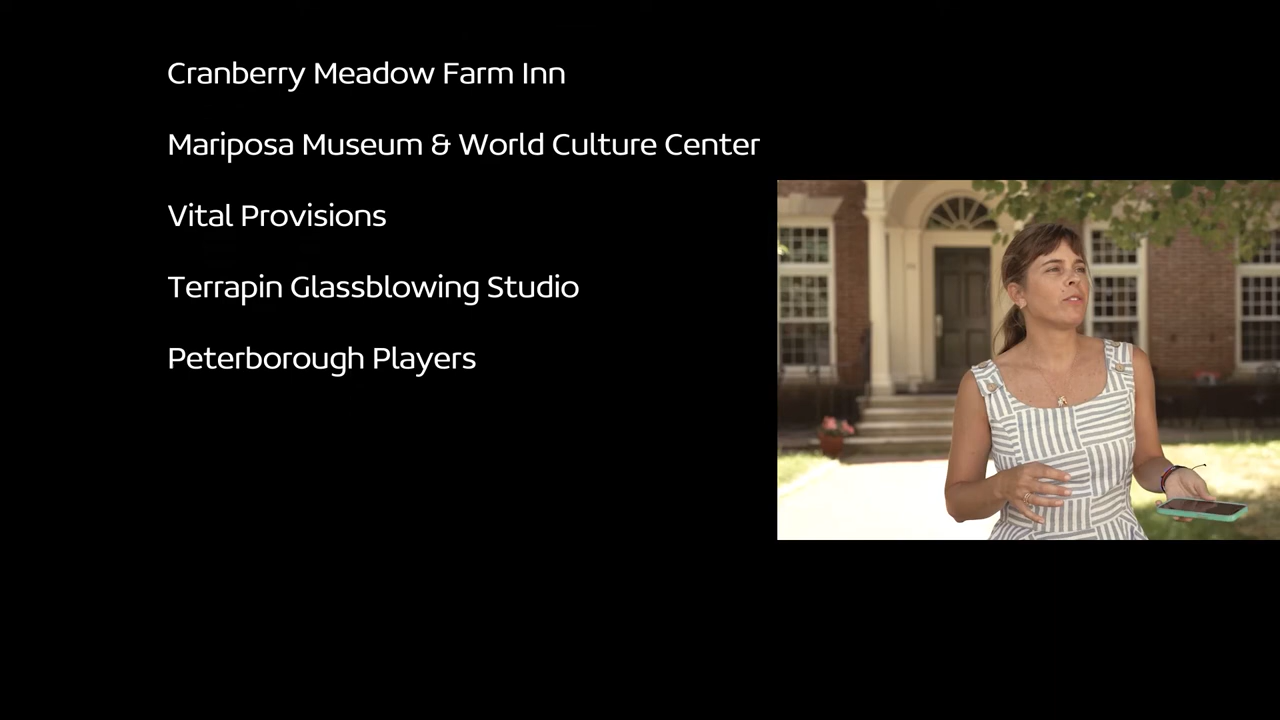 Cranberry Meadow Farm Inn
Mariposa Museum & World Culture Center
Vital Provisions
Terrapin Glassblowing Studio
Peterborough Players